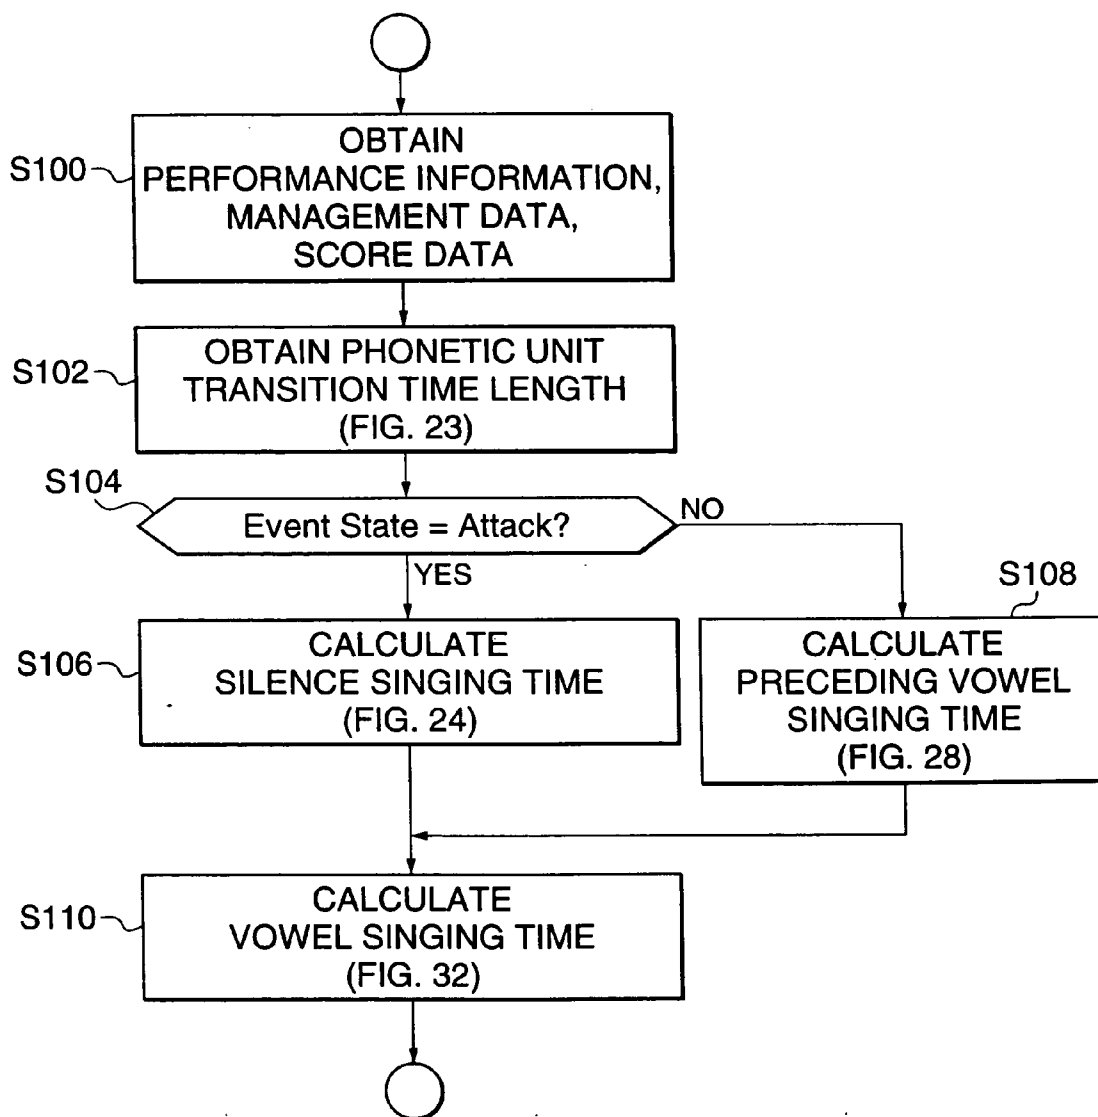 S100
OBTAIN
PERFORMANCE INFORMATION,
MANAGEMENT DATA,
SCORE DATA
S102
OBTAIN PHONETIC UNIT
TRANSITION TIME LENGTH
(FIG. 23)
S104
Event State = Attack?
NO
YES
S106
CALCULATE
SILENCE SINGING TIME
(FIG. 24)
S108
CALCULATE
PRECEDING VOWEL
SINGING TIME
(FIG. 28)
S110
CALCULATE
VOWEL SINGING TIME
(FIG. 32)